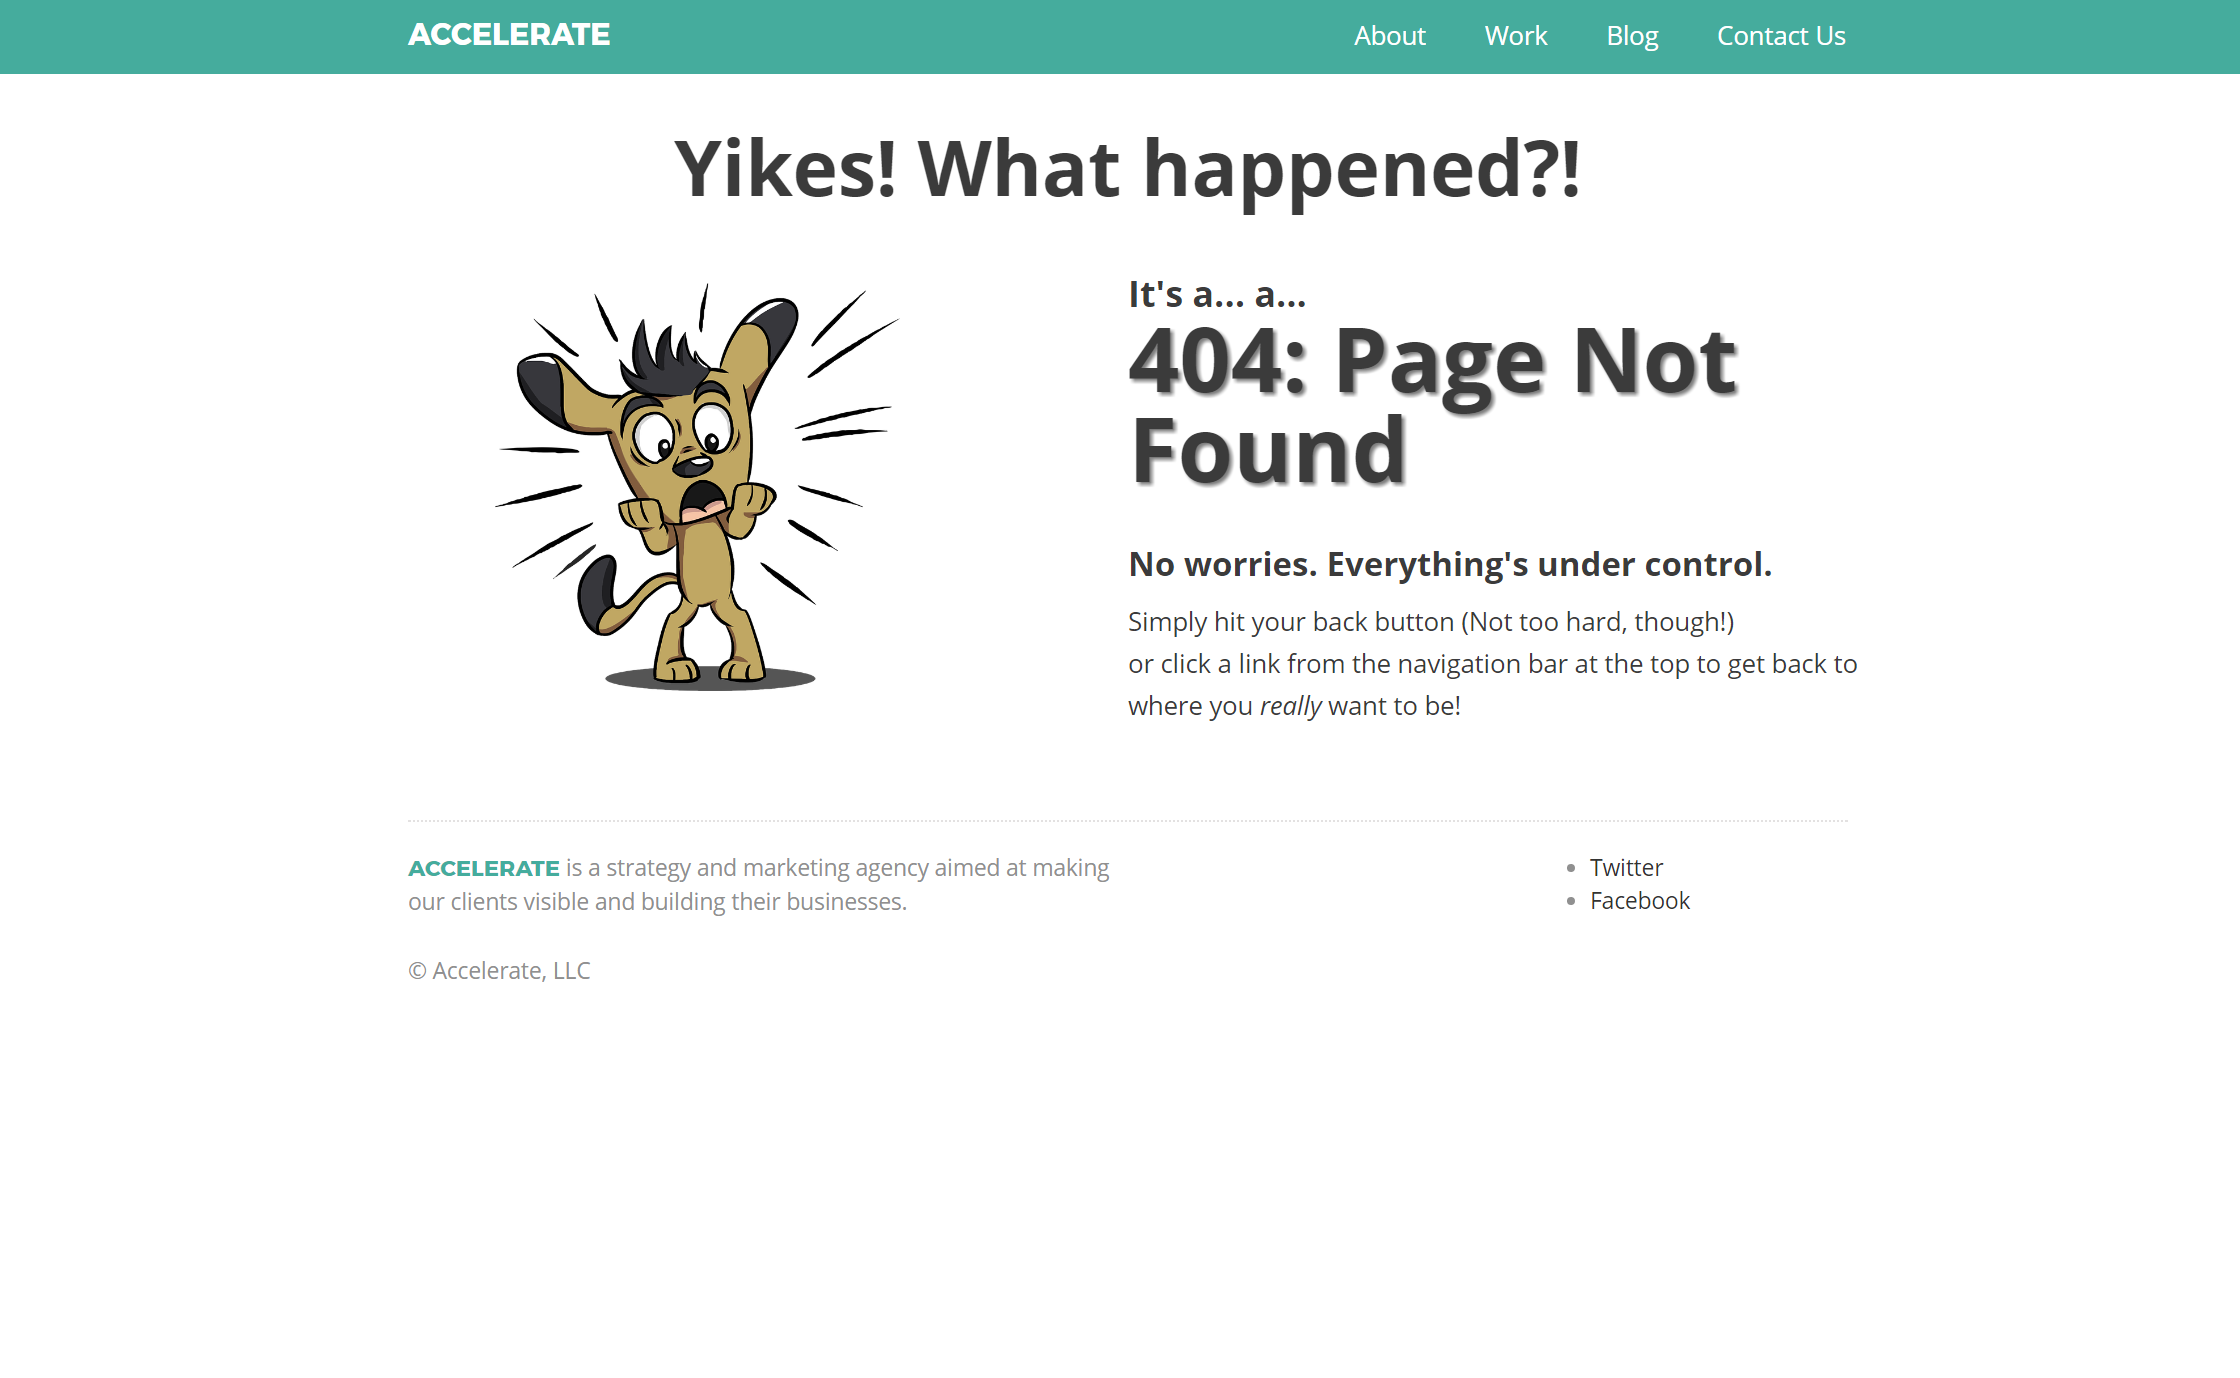 ACCELERATE
About
Work
Blog
Contact Us
Yikes! What happened?!
It's a... a...
404: Page Not
Found
No worries. Everything's under control.
Simply hit your back button (Not too hard, though!)
or click a link from the navigation bar at the top to get back to
where you really want to be!
ACCELERATE is a strategy and marketing agency aimed at making
our clients visible and building their businesses.
© Accelerate, LLC
Twitter
Facebook